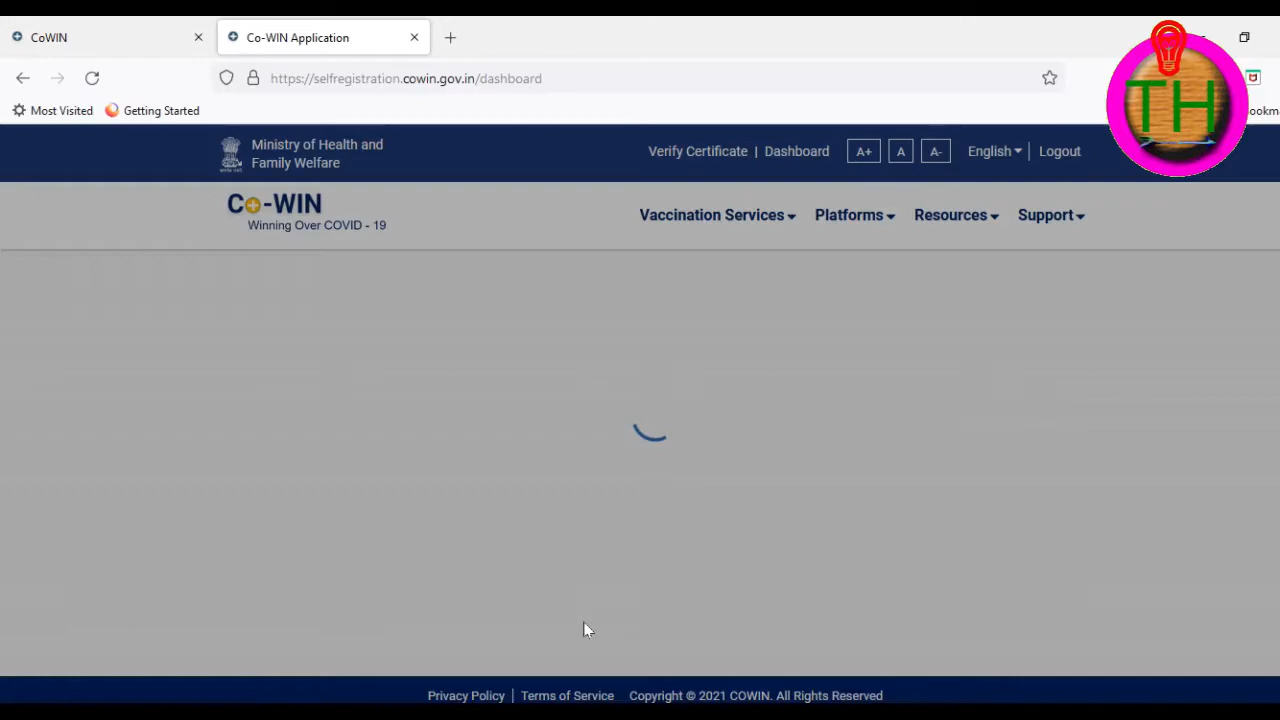 CoWIN
Co-WIN Application
https://selfregistration.cowin.gov.in/dashboard
Most Visited
Getting Started
ookm
TH
Ministry of Health and
Family Welfare
Verify Certificate | Dashboard
A+
A
A-
English
Logout
Co-WIN
Winning Over COVID - 19
Vaccination Services
Platforms
Resources
Support
Privacy Policy | Terms of Service Copyright © 2021 COWIN. All Rights Reserved